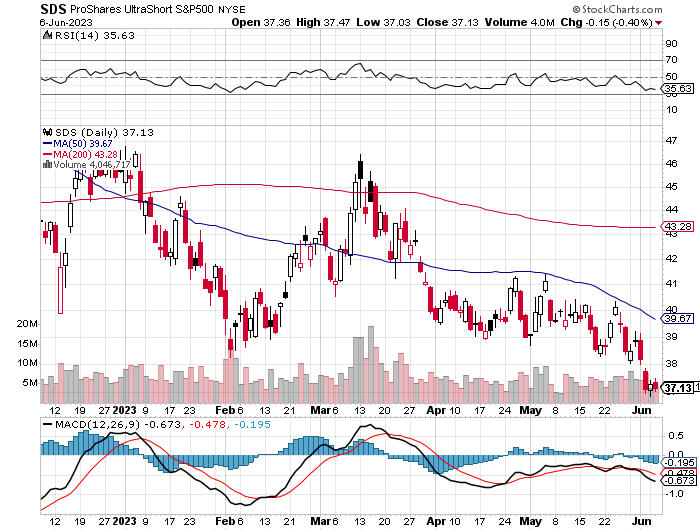 SDS ProShares UltraShort S&P500 NYSE © StockCharts.com
6-Jun-2023 Open 37.36 High 37.47 Low 37.03 Close 37.13 Volume 4.0M Chg -0.15 (-0.40%)
RSI(14) 35.63
90
70
50
35.63
30
10
SDS (Daily) 37.13
MA(50) 39.67
MA(200) 43.28
Volume 4,046,717
47
46
45
44
43.28
43
42
41
40
39.67
39
38
37.13
20M
15M
10M
5M
12 19 27 2023 9 17 23 Feb 6 13 21 Mar 6 13 20 27 Apr 10 17 24 May 8 15 22 Jun
MACD(12,26,9) -0.673, -0.478, -0.195
0.5
0.0
-0.195
-0.478
-0.673
-1.0
12 19 27 2023 9 17 23 Feb 6 13 21 Mar 6 13 20 27 Apr 10 17 24 May 8 15 22 Jun